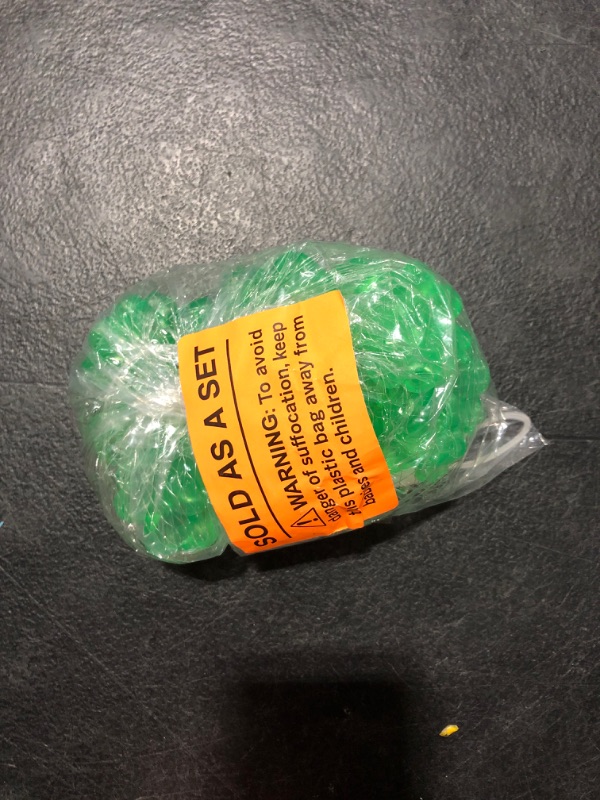 SOLD AS A SET
WARNING: To avoid
danger of suffocation, keep
this plastic bag away from
babies and children.